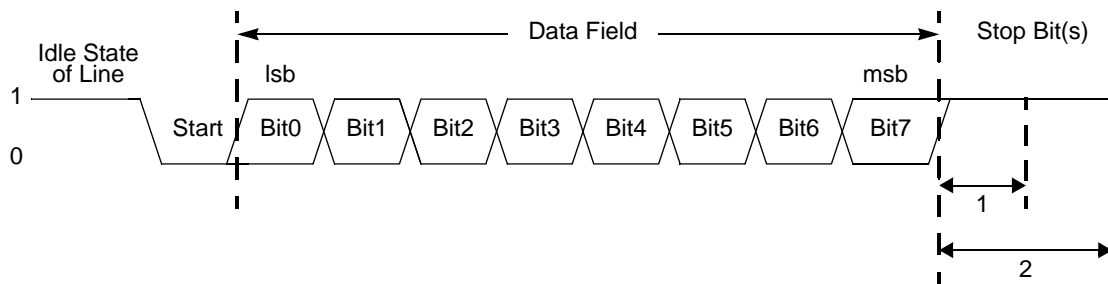 Data Field
Stop Bit(s)
Idle State
of Line
lsb
msb
1
Start
Bit0
Bit1
Bit2
Bit3
Bit4
Bit5
Bit6
Bit7
0
1
2